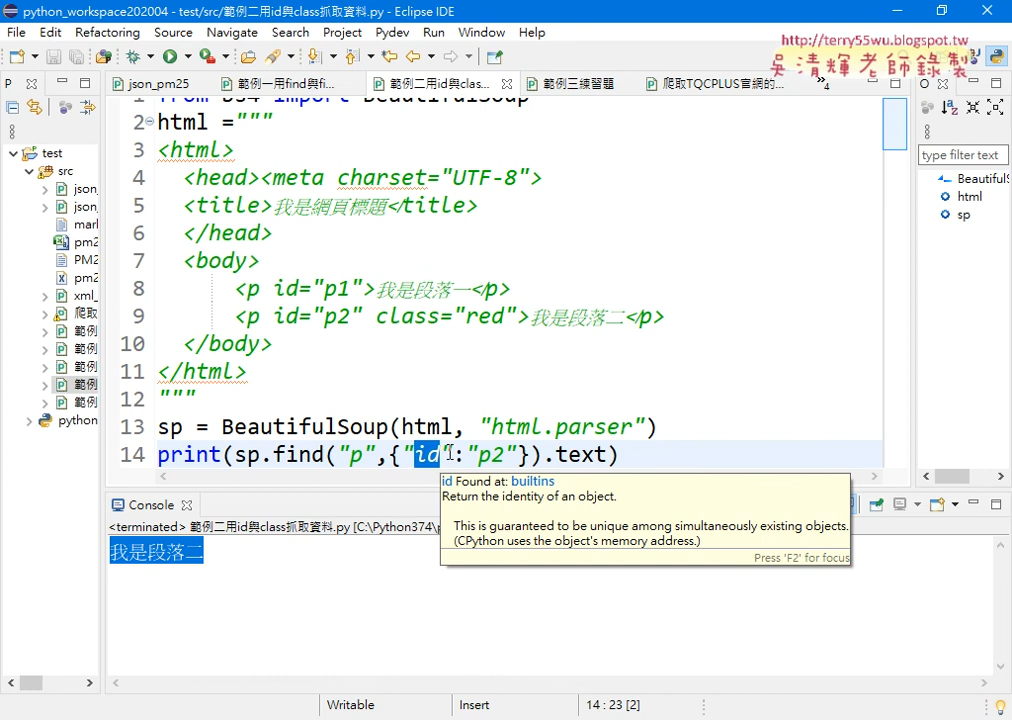 python_workspace202004 - test/src/範例二用id與class抓取資料.py - Eclipse IDE
File Edit Refactoring Source Navigate Search Project Pydev Run Window Help
http://terry55wu.blogspot.tw
吳清輝老師錄製
P
json_pm25
範例一用find與fi...
範例二用id與clas...
範例三練習題
爬取TQCPLUS官網的...
4
O
type filter text
BeautifulS
html
sp
test
src
json_
json_
mark
pm2
PM2
pm2
xml_
爬取
範例
範例
範例
範例
範例
python
1 from bs4 import BeautifulSoup
2 html ="""
3 <html>
4 <head><meta charset="UTF-8">
5 <title>我是網頁標題</title>
6 </head>
7 <body>
8 <p id="p1">我是段落一</p>
9 <p id="p2" class="red">我是段落二</p>
10 </body>
11 </html>
12 """
13 sp = BeautifulSoup(html, "html.parser")
14 print(sp.find("p",{"id":"p2"}).text)
id Found at: builtins
Return the identity of an object.
This is guaranteed to be unique among simultaneously existing objects.
(CPython uses the object's memory address.)
Press 'F2' for focus
Console
<terminated> 範例二用id與class抓取資料.py [C:\Python374\p
我是段落二
Writable
Insert
14 : 23 [2]